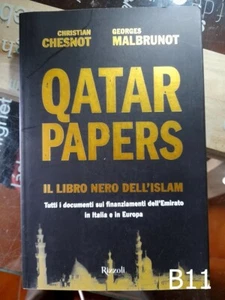 CHRISTIAN
CHESNOT
GEORGES
MALBRUNOT
QATAR
PAPERS
IL LIBRO NERO DELL'ISLAM
Tutti i documenti sui finanziamenti dell'Emirato
in Italia e in Europa
Rizzoli
B11